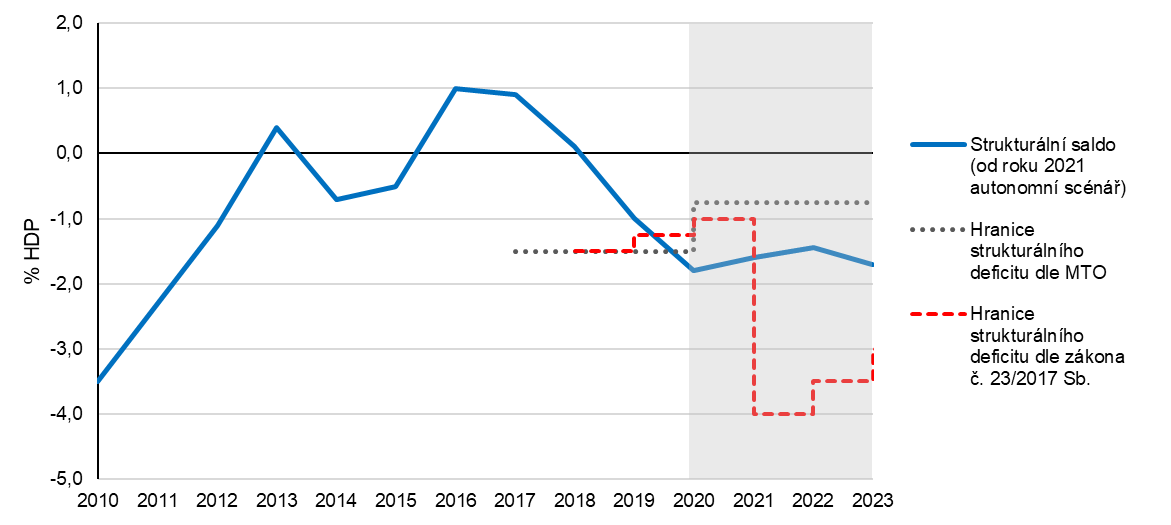 2,0
1,0
0,0
-1,0
-2,0
-3,0
-4,0
-5,0
% HDP
2010 2011 2012 2013 2014 2015 2016 2017 2018 2019 2020 2021 2022 2023
Strukturální saldo
(od roku 2021
autonomní scénář)
Hranice
strukturálního
deficitu dle MTO
Hranice
strukturálního
deficitu dle zákona
č. 23/2017 Sb.